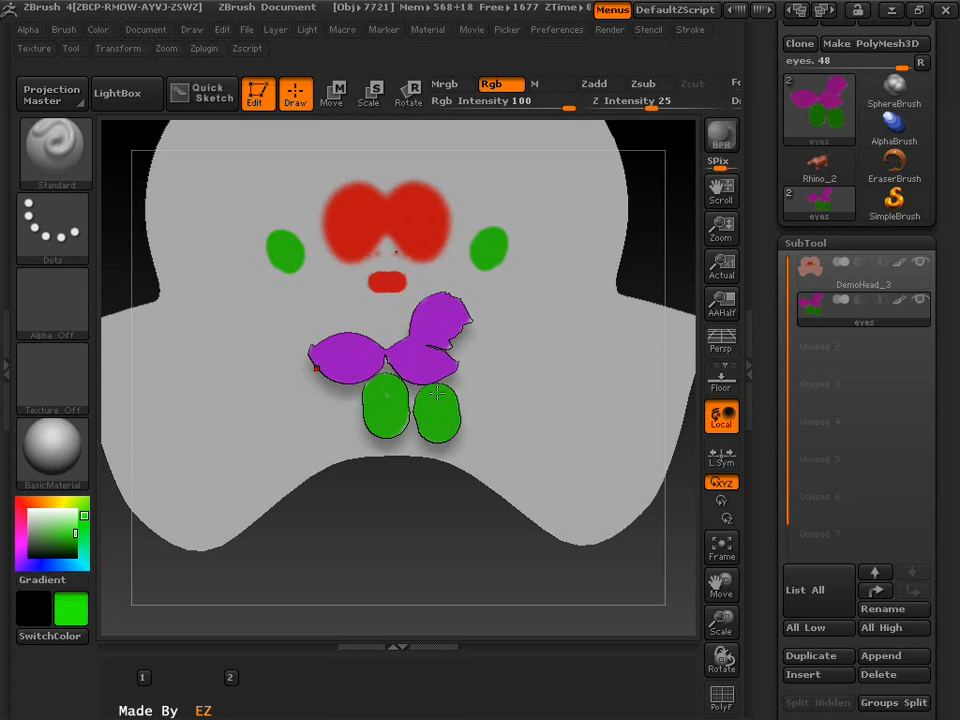 ZBrush 4[ZBCP-RMOW-AYVJ-ZSWZ] ZBrush Document [Obj▸ 7721] Mem▸ 568+18 Free▸ 1677 ZTime▸ Menus DefaultZScript
Alpha Brush Color Document Draw Edit File Layer Light Macro Marker Material Movie Picker Preferences Render Stencil Stroke
Texture Tool Transform Zoom Zplugin Zscript
Clone Make PolyMesh3D
eyes. 48 R
Projection Master
LightBox
Quick Sketch
Edit Draw Move Scale Rotate
Mrgb Rgb M Zadd Zsub Zcut
Rgb Intensity 100 Z Intensity 25
2 eyes
SphereBrush
AlphaBrush
Rhino_2 EraserBrush
2 eyes SimpleBrush
Standard
Dots
Alpha Off
Texture Off
BasicMaterial
Gradient
SwitchColor
BPR
SPix
Scroll
Zoom
Actual
AAHalf
Persp
Floor
Local
L.Sym
XYZ
Y
Z
Frame
Move
Scale
Rotate
PolyF
SubTool
DemoHead_3
eyes
Unused 2
Unused 3
Unused 4
Unused 5
Unused 6
Unused 7
List All
Rename
All Low All High
Duplicate Append
Insert Delete
Split Hidden Groups Split
1 2
Made By EZ